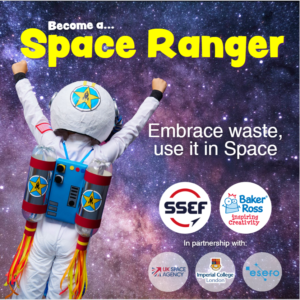 Become a...
Space Ranger
Embrace waste,
use it in Space
SSEF
Baker
Ross
Inspiring
Creativity
In partnership with:
UK SPACE
AGENCY
Imperial College
London
esero